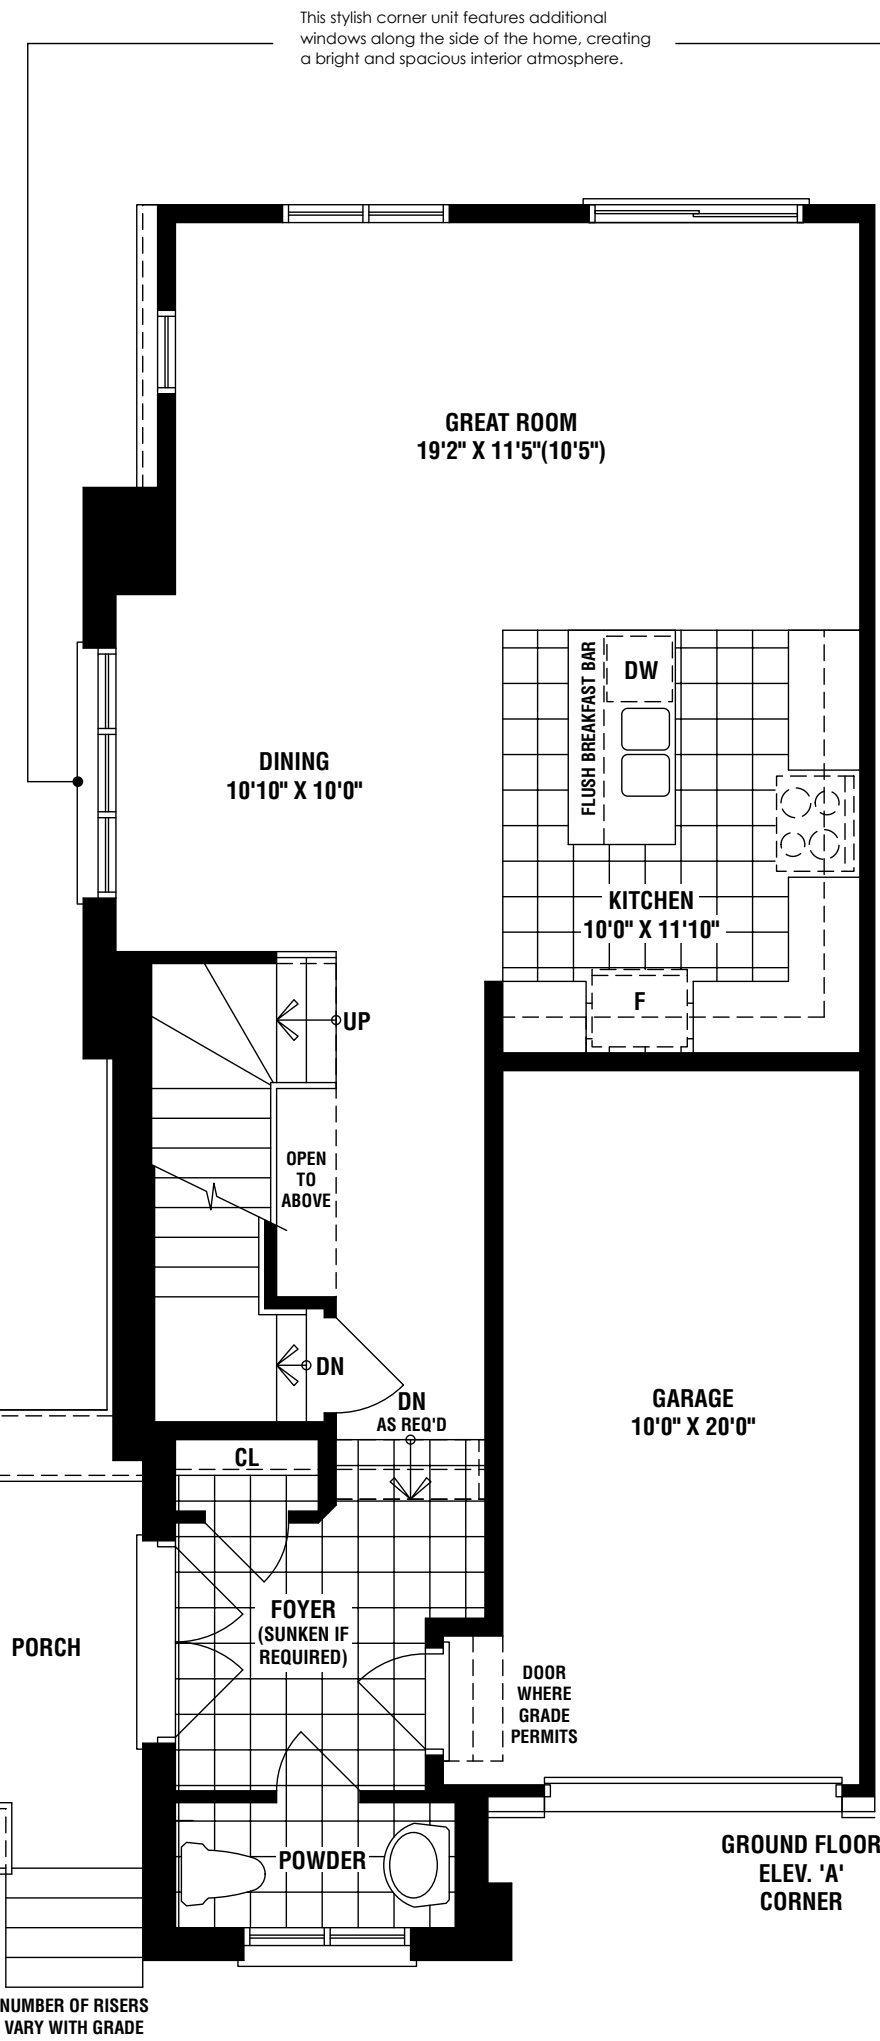 This stylish corner unit features additional
windows along the side of the home, creating
a bright and spacious interior atmosphere.
GREAT ROOM
19'2" X 11'5"(10'5")
FLUSH BREAKFAST BAR
DW
DINING
10'10" X 10'0"
KITCHEN
10'0" X 11'10"
F
UP
OPEN
TO
ABOVE
DN
DN
AS REQ'D
GARAGE
10'0" X 20'0"
CL
FOYER
(SUNKEN IF
REQUIRED)
PORCH
DOOR
WHERE
GRADE
PERMITS
POWDER
GROUND FLOOR
ELEV. 'A'
CORNER
NUMBER OF RISERS
VARY WITH GRADE